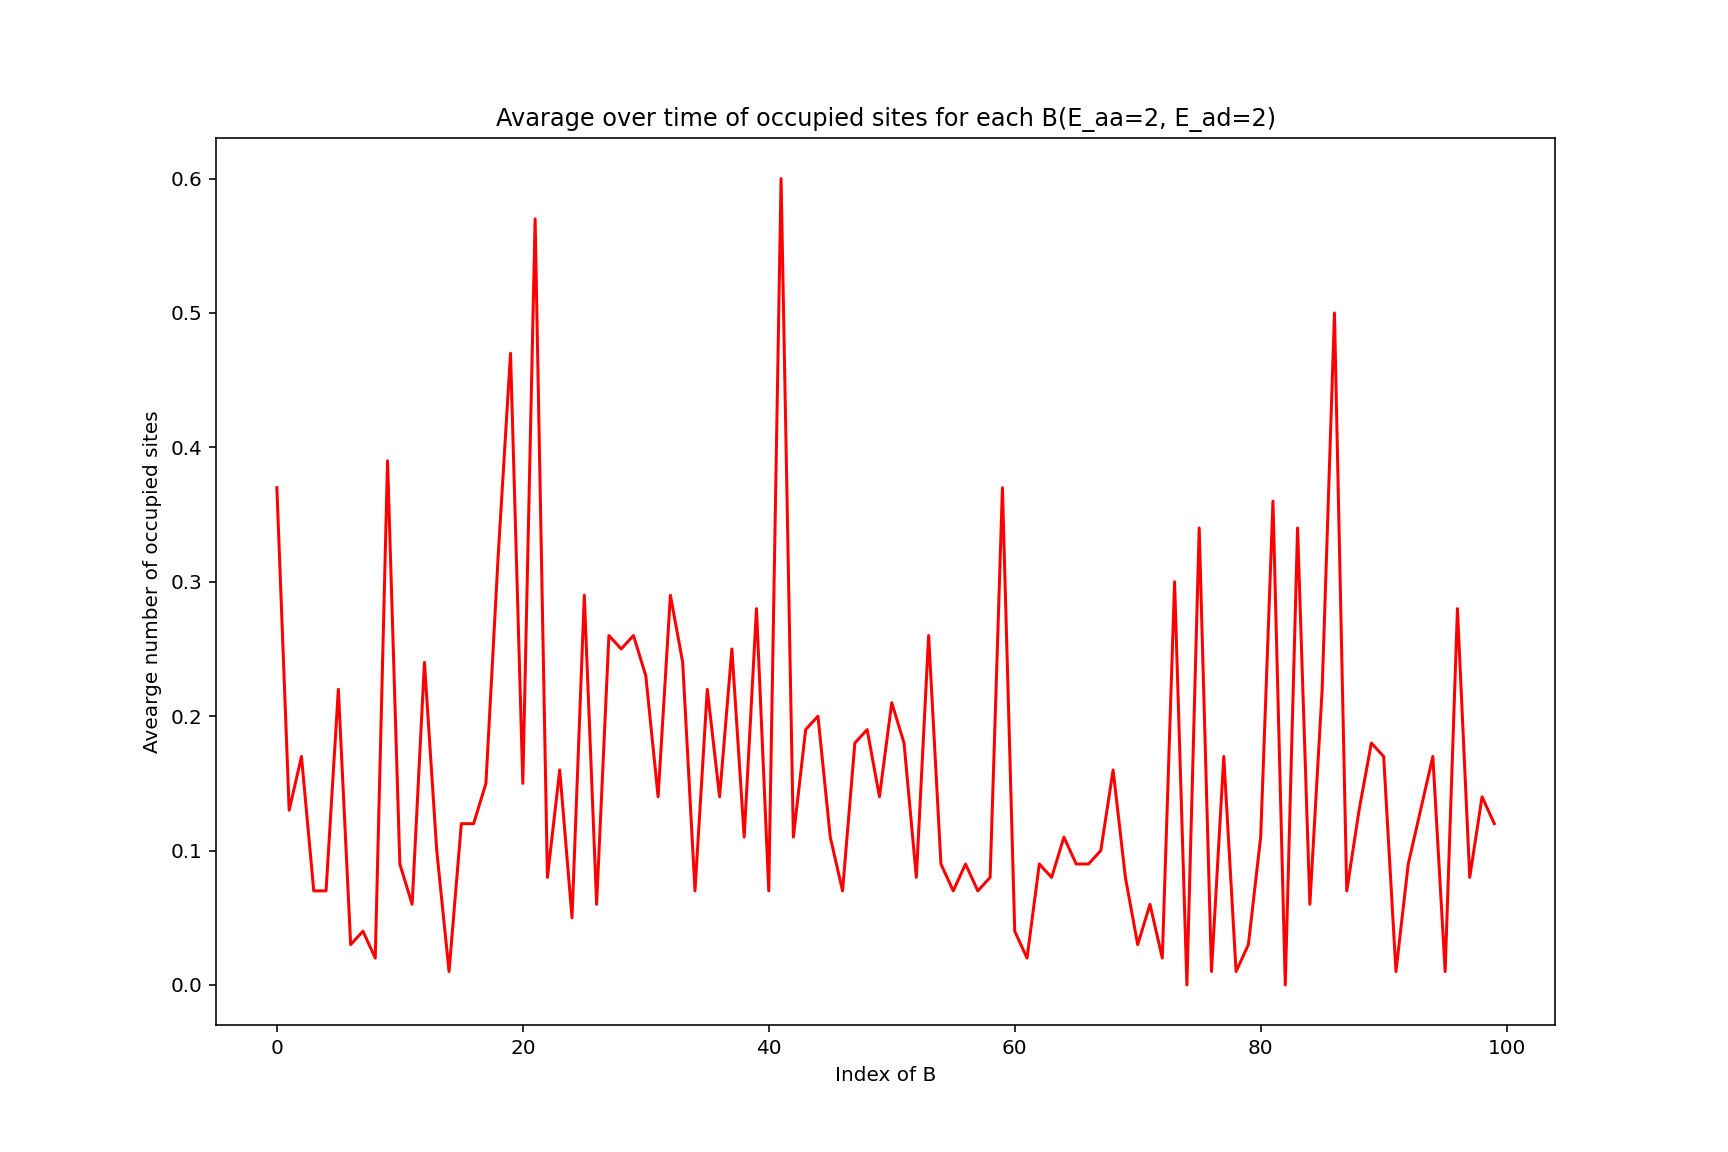 Avarage over time of occupied sites for each B(E_aa=2, E_ad=2)
0.6
0.5
0.4
0.3
0.2
0.1
0.0
Avearge number of occupied sites
0 20 40 60 80 100
Index of B